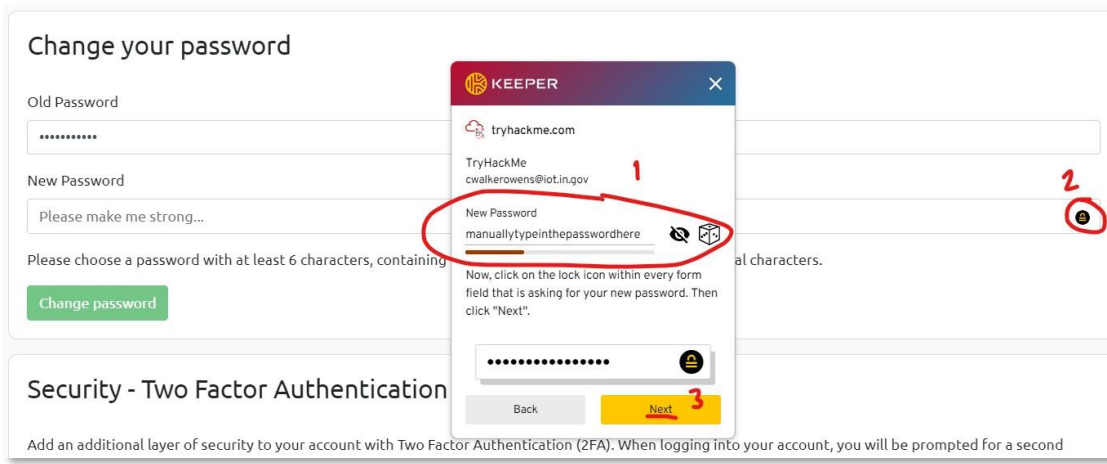 Change your password
Old Password
•••••••••••
New Password
Please make me strong...
Please choose a password with at least 6 characters, containing
al characters.
Change password
KEEPER
tryhackme.com
TryHackMe
cwalkerowens@iot.in.gov
1
New Password
manuallytypeinthepasswordhere
Now, click on the lock icon within every form
field that is asking for your new password. Then
click "Next".
••••••••••••••••
Back
Next
3
2
Security - Two Factor Authentication
Add an additional layer of security to your account with Two Factor Authentication (2FA). When logging into your account, you will be prompted for a second